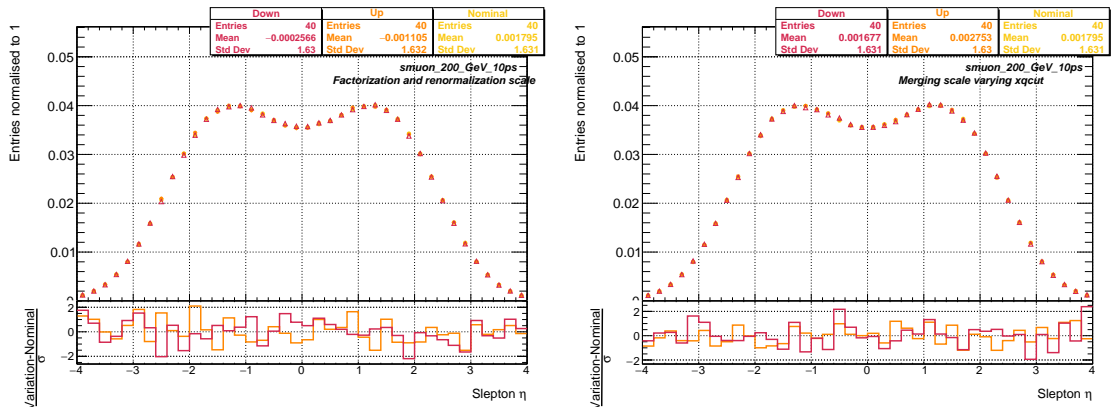 Down Up Nominal
Entries 40 Entries 40 Entries 40
Mean −0.0002566 Mean −0.001105 Mean 0.001795
Std Dev 1.63 Std Dev 1.632 Std Dev 1.631
smuon_200_GeV_10ps
Factorization and renormalization scale
Entries normalised to 1
0.05
0.04
0.03
0.02
0.01
0
2
0
−2
Variation-Nominal
σ
−4 −3 −2 −1 0 1 2 3 4
Slepton η
Down Up Nominal
Entries 40 Entries 40 Entries 40
Mean 0.001677 Mean 0.002753 Mean 0.001795
Std Dev 1.631 Std Dev 1.63 Std Dev 1.631
smuon_200_GeV_10ps
Merging scale varying xqcut
Entries normalised to 1
0.05
0.04
0.03
0.02
0.01
0
2
0
−2
Variation-Nominal
σ
−4 −3 −2 −1 0 1 2 3 4
Slepton η